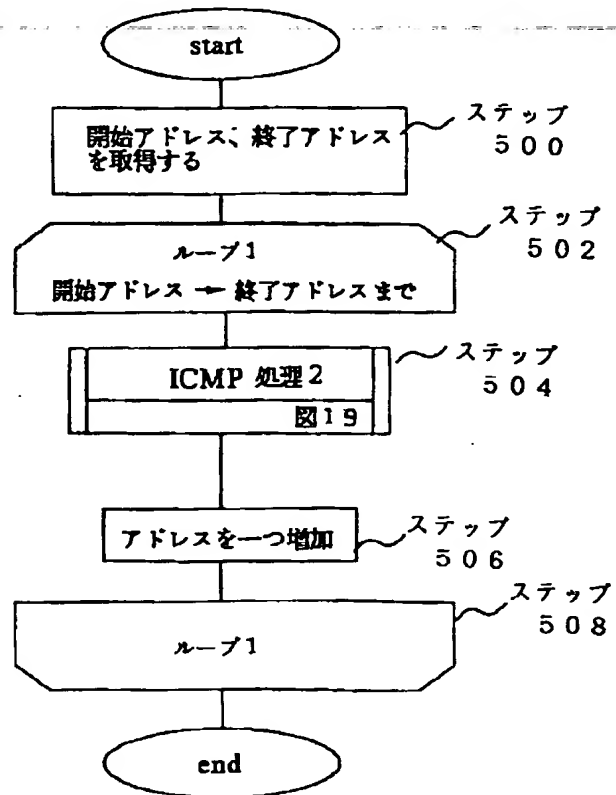 start
開始アドレス、終了アドレス
を取得する
ステップ
500
ループ1
開始アドレス → 終了アドレスまで
ステップ
502
ICMP 処理2
図19
ステップ
504
アドレスを一つ増加
ステップ
506
ループ1
ステップ
508
end